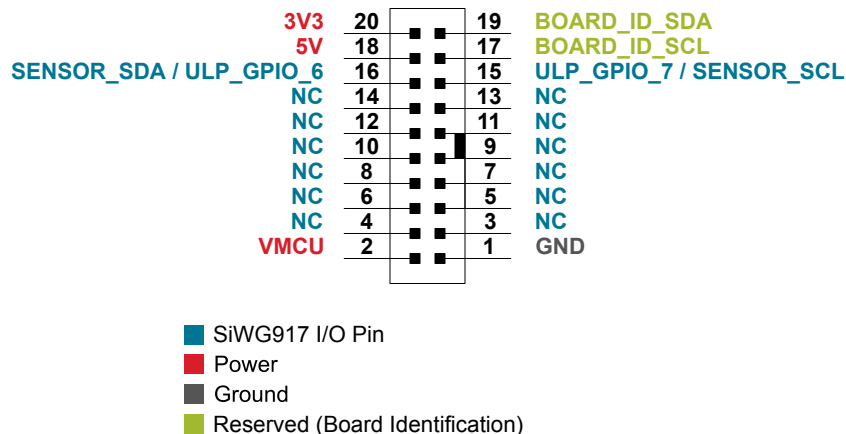 3V3 20 19 BOARD_ID_SDA
5V 18 17 BOARD_ID_SCL
SENSOR_SDA / ULP_GPIO_6 16 15 ULP_GPIO_7 / SENSOR_SCL
NC 14 13 NC
NC 12 11 NC
NC 10 9 NC
NC 8 7 NC
NC 6 5 NC
NC 4 3 NC
VMCU 2 1 GND
SiWG917 I/O Pin
Power
Ground
Reserved (Board Identification)